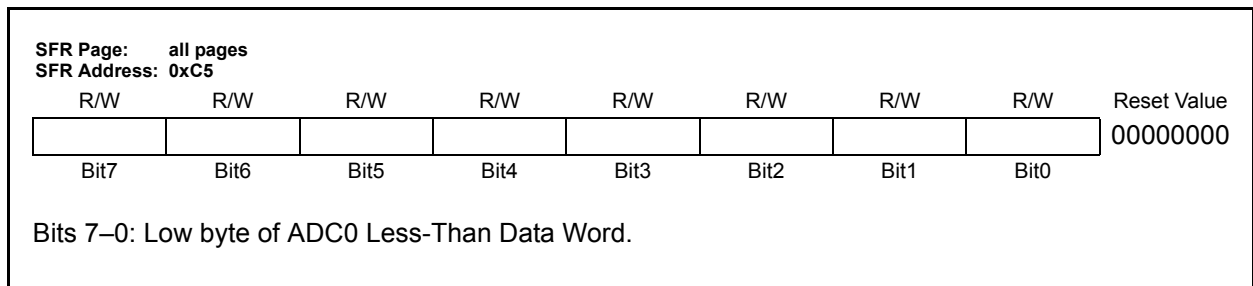 SFR Page: all pages
SFR Address: 0xC5
R/W R/W R/W R/W R/W R/W R/W R/W Reset Value
00000000
Bit7 Bit6 Bit5 Bit4 Bit3 Bit2 Bit1 Bit0
Bits 7–0: Low byte of ADC0 Less-Than Data Word.